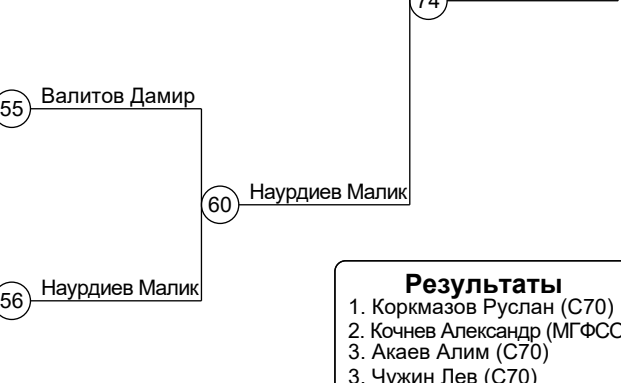 74
Валитов Дамир
55
Наурдиев Малик
60
Наурдиев Малик
56
Результаты
1. Коркмазов Руслан (С70)
2. Кочнев Александр (МГФСО
3. Акаев Алим (С70)
3. Чужин Лев (С70)